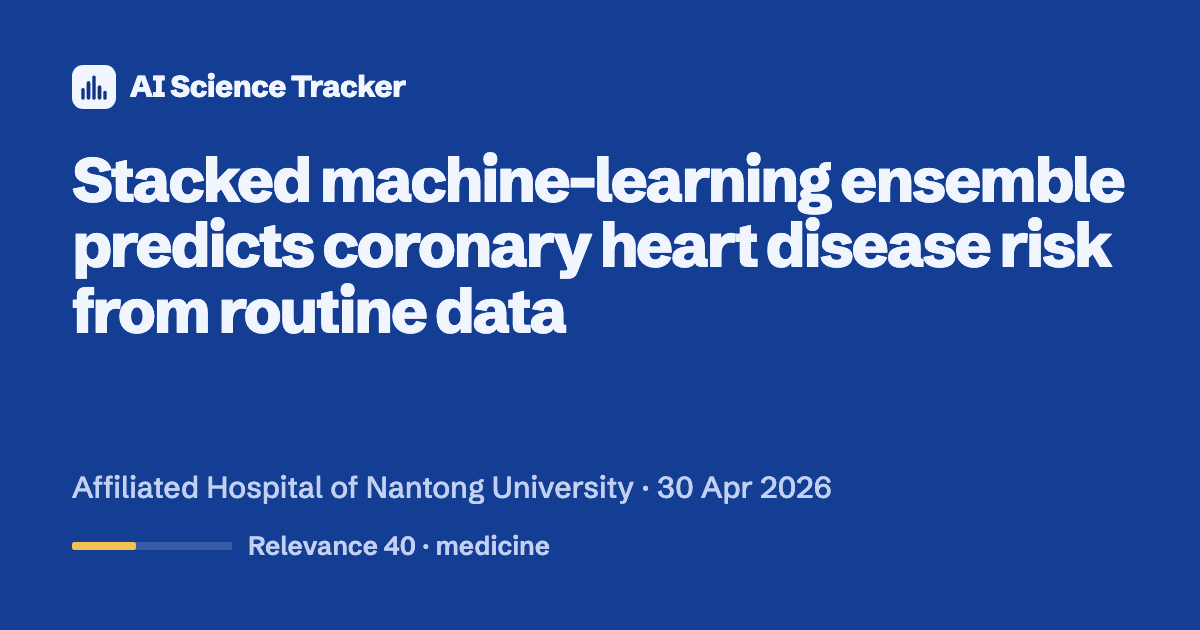 AI Science Tracker
Stacked machine-learning ensemble
predicts coronary heart disease risk
from routine data
Affiliated Hospital of Nantong University · 30 Apr 2026
Relevance 40 · medicine